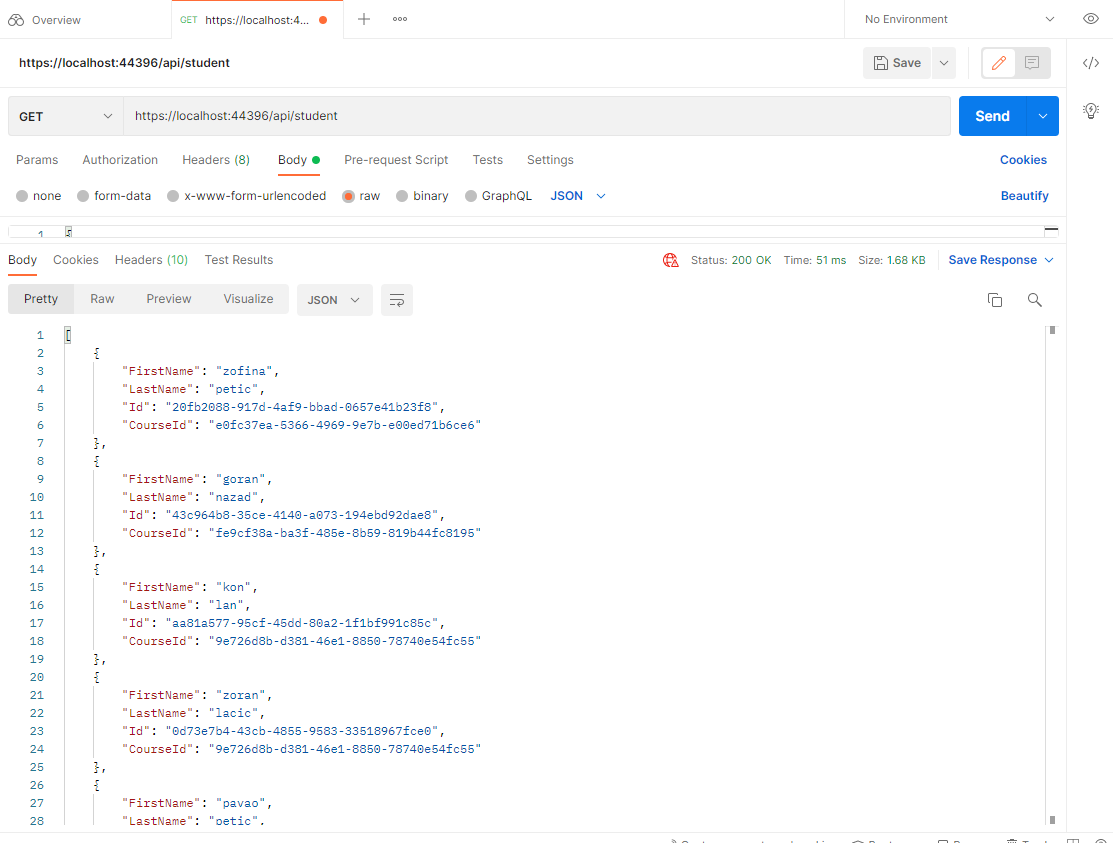 Overview
GET https://localhost:4...
No Environment
https://localhost:44396/api/student
Save
GET
https://localhost:44396/api/student
Send
Params Authorization Headers (8) Body Pre-request Script Tests Settings Cookies
none form-data x-www-form-urlencoded raw binary GraphQL JSON Beautify
1 {
Body Cookies Headers (10) Test Results Status: 200 OK Time: 51 ms Size: 1.68 KB Save Response
Pretty Raw Preview Visualize JSON
1 [
2 {
3 "FirstName": "zofina",
4 "LastName": "petic",
5 "Id": "20fb2088-917d-4af9-bbad-0657e41b23f8",
6 "CourseId": "e0fc37ea-5366-4969-9e7b-e00ed71b6ce6"
7 },
8 {
9 "FirstName": "goran",
10 "LastName": "nazad",
11 "Id": "43c964b8-35ce-4140-a073-194ebd92dae8",
12 "CourseId": "fe9cf38a-ba3f-485e-8b59-819b44fc8195"
13 },
14 {
15 "FirstName": "kon",
16 "LastName": "lan",
17 "Id": "aa81a577-95cf-45dd-80a2-1f1bf991c85c",
18 "CourseId": "9e726d8b-d381-46e1-8850-78740e54fc55"
19 },
20 {
21 "FirstName": "zoran",
22 "LastName": "lacic",
23 "Id": "0d73e7b4-43cb-4855-9583-33518967fce0",
24 "CourseId": "9e726d8b-d381-46e1-8850-78740e54fc55"
25 },
26 {
27 "FirstName": "pavao",
28 "LastName": "petic",